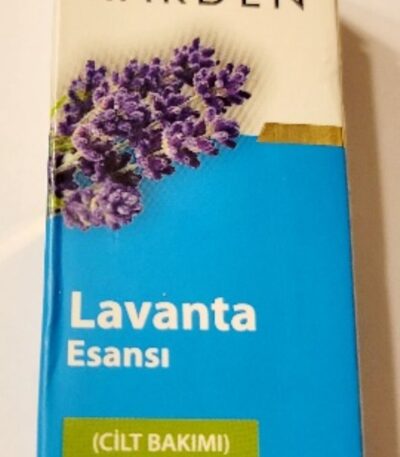 Lavanta
Esansı
(CİLT BAKIMI)